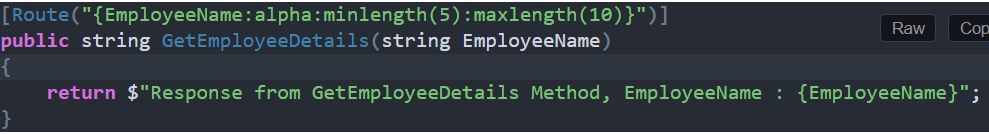 [Route("{EmployeeName:alpha:minlength(5):maxlength(10)}")]
Raw
Cop
public string GetEmployeeDetails(string EmployeeName)
{
    return $"Response from GetEmployeeDetails Method, EmployeeName : {EmployeeName}";
}